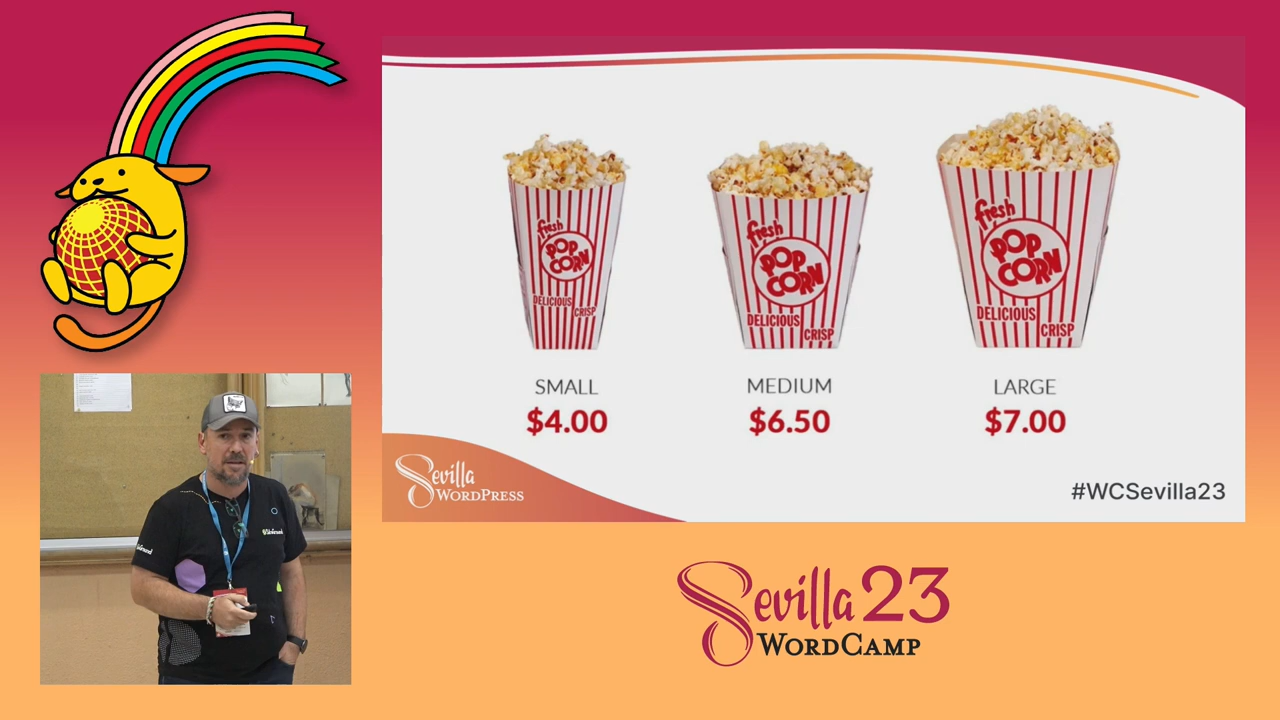 fresh
POP
CORN
DELICIOUS
CRISP
fresh
POP
CORN
DELICIOUS
CRISP
fresh
POP
CORN
DELICIOUS
CRISP
SMALL
MEDIUM
LARGE
$4.00
$6.50
$7.00
Sevilla
WORDPRESS
#WCSevilla23
Sevilla 23
WORDCAMP